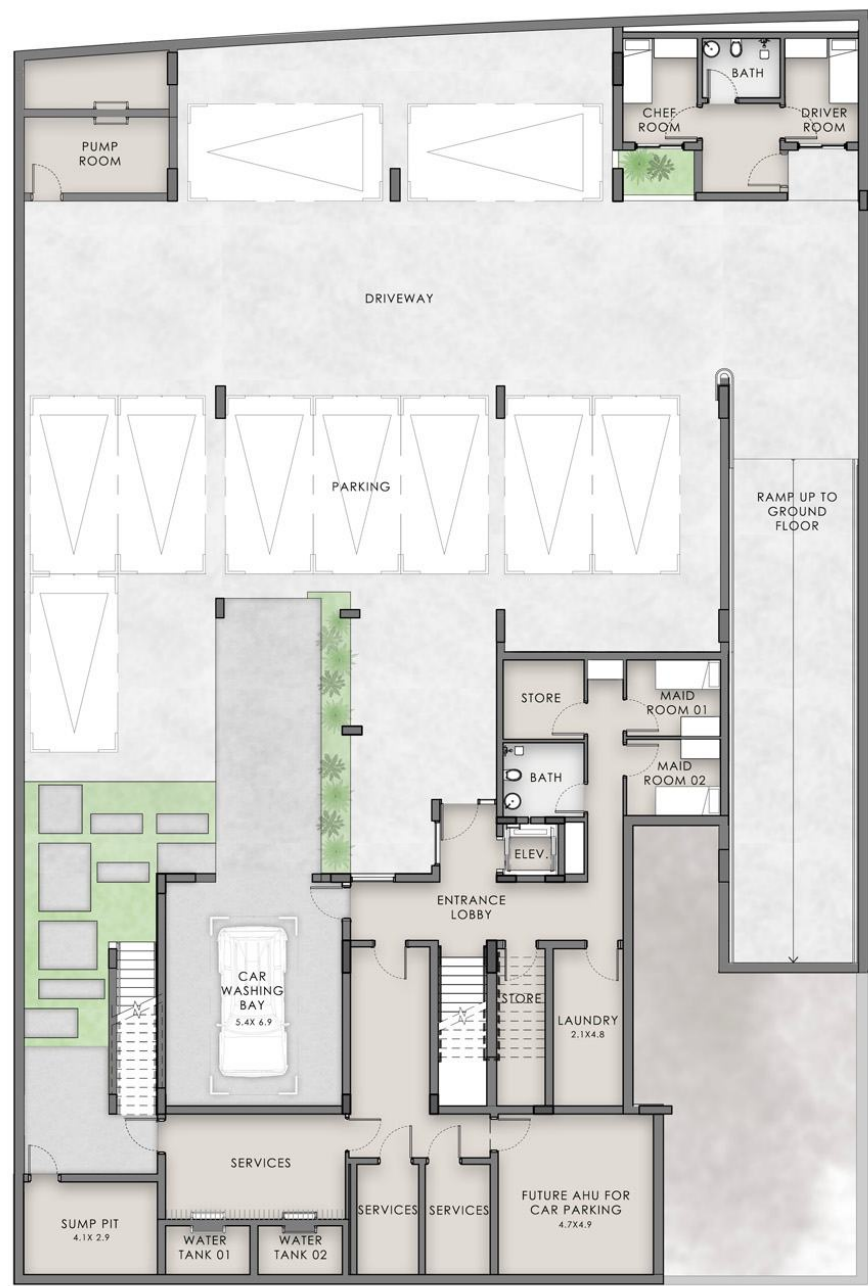 BATH
CHEF
ROOM
DRIVER
ROOM
PUMP
ROOM
DRIVEWAY
PARKING
RAMP UP TO
GROUND
FLOOR
STORE
MAID
ROOM 01
BATH
MAID
ROOM 02
ELEV.
ENTRANCE
LOBBY
CAR
WASHING
BAY
5.4X 6.9
STORE
LAUNDRY
2.1X4.8
SERVICES
SUMP PIT
4.1X 2.9
WATER
TANK 01
WATER
TANK 02
SERVICES
SERVICES
FUTURE AHU FOR
CAR PARKING
4.7X4.9